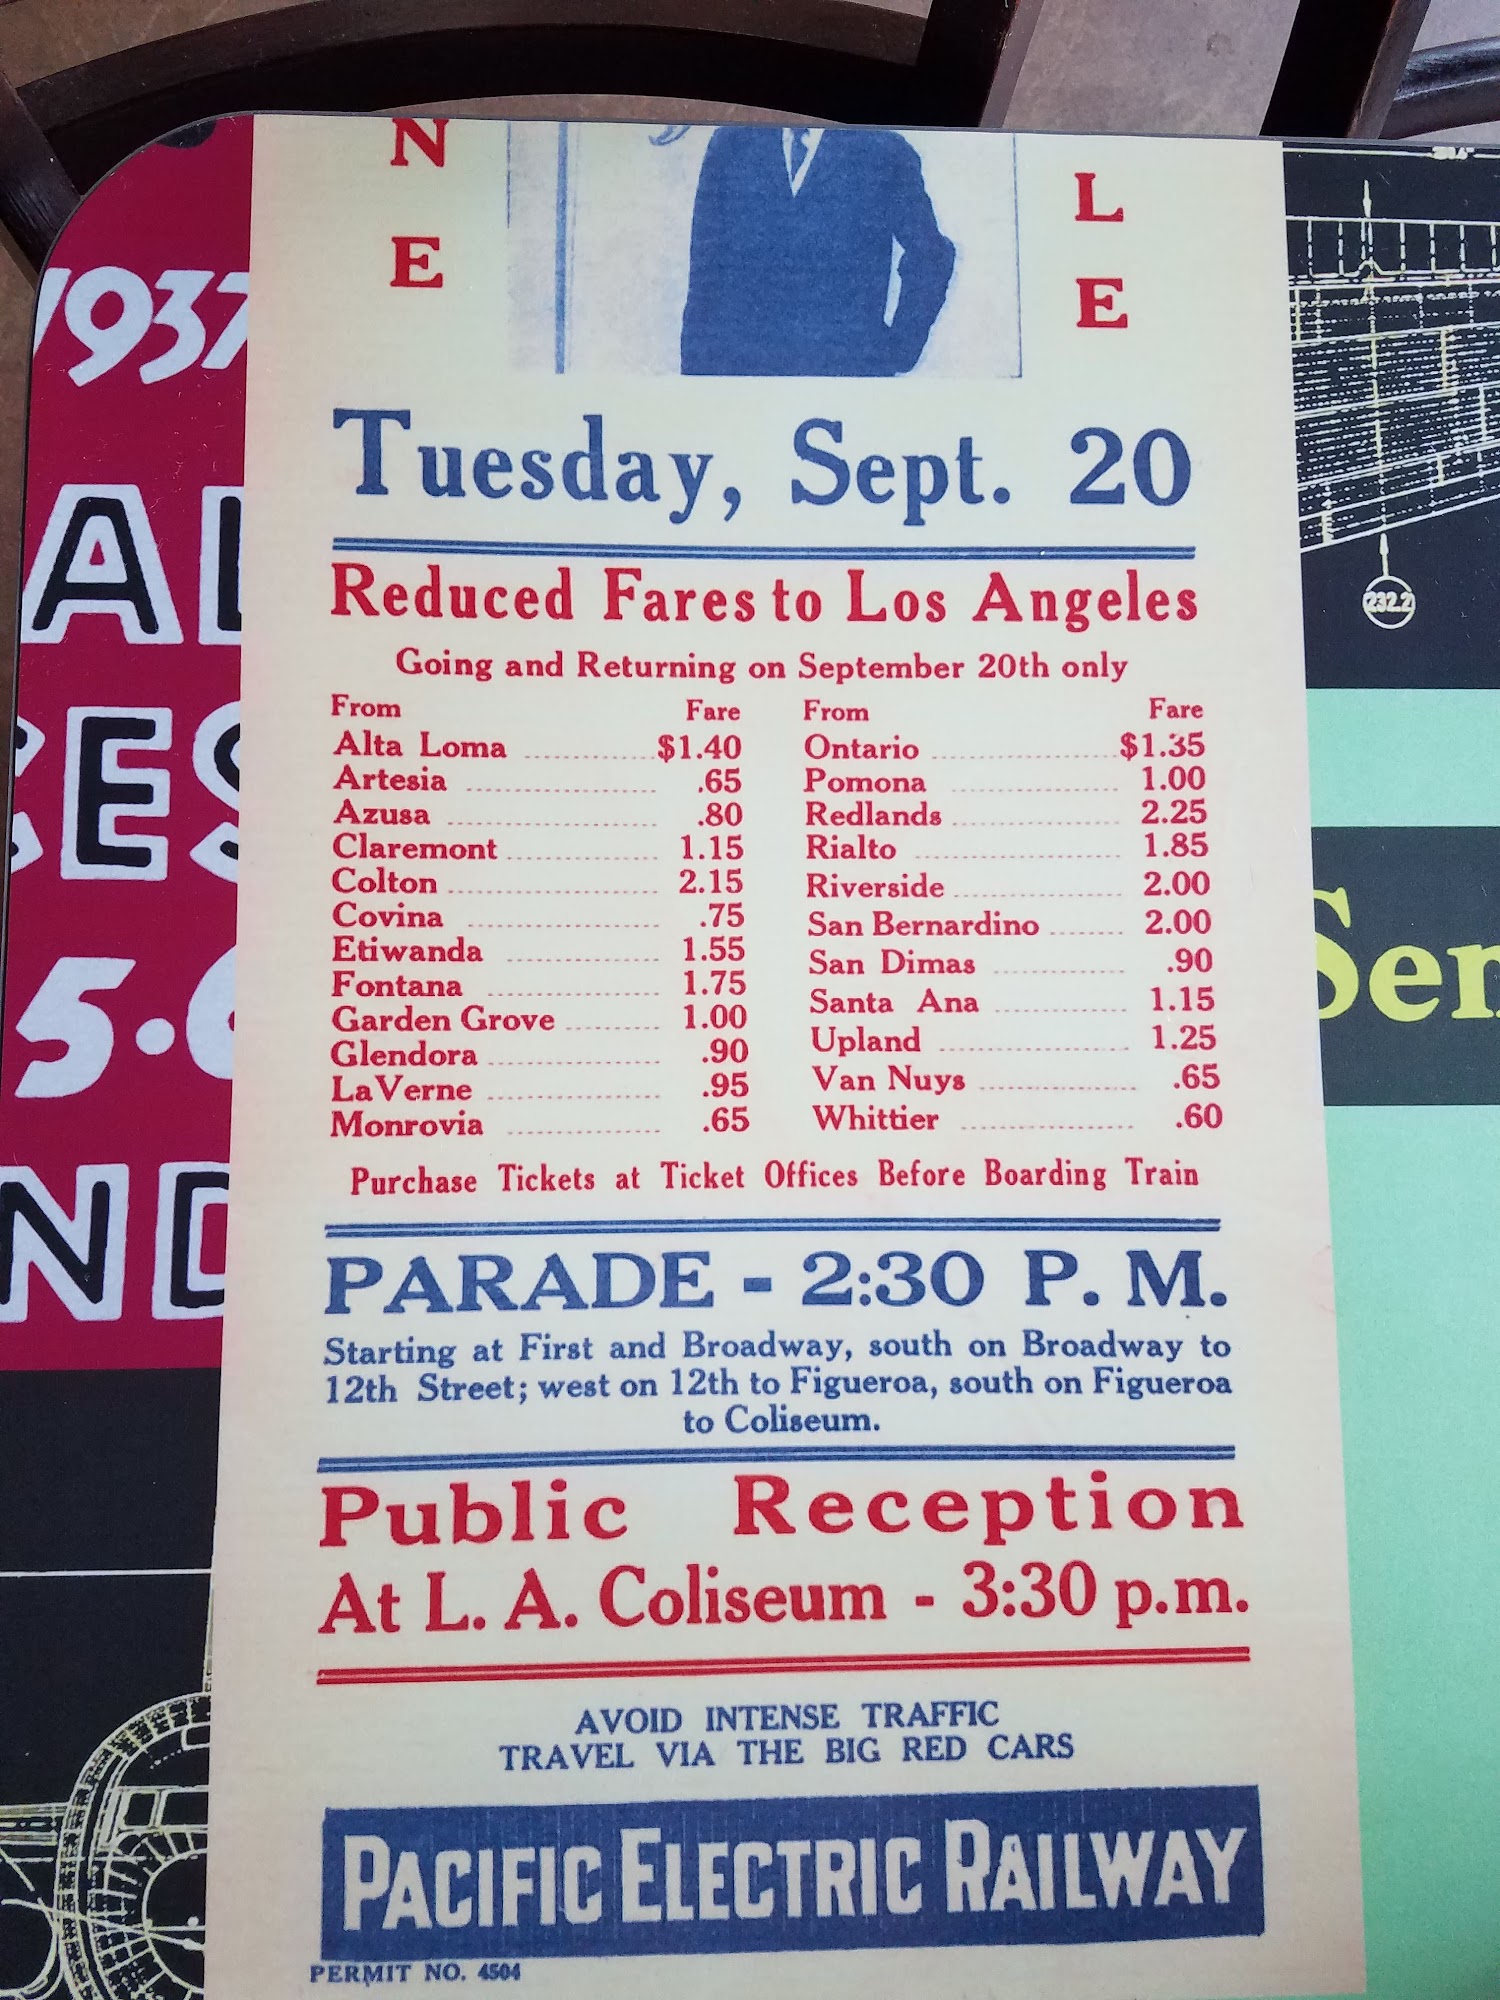 N
E
L
E
Tuesday, Sept. 20
Reduced Fares to Los Angeles
Going and Returning on September 20th only
From Fare
Alta Loma $1.40
Artesia .65
Azusa .80
Claremont 1.15
Colton 2.15
Covina .75
Etiwanda 1.55
Fontana 1.75
Garden Grove 1.00
Glendora .90
LaVerne .95
Monrovia .65
From Fare
Ontario $1.35
Pomona 1.00
Redlands 2.25
Rialto 1.85
Riverside 2.00
San Bernardino 2.00
San Dimas .90
Santa Ana 1.15
Upland 1.25
Van Nuys .65
Whittier .60
Purchase Tickets at Ticket Offices Before Boarding Train
PARADE - 2:30 P. M.
Starting at First and Broadway, south on Broadway to
12th Street; west on 12th to Figueroa, south on Figueroa
to Coliseum.
Public Reception
At L. A. Coliseum - 3:30 p.m.
AVOID INTENSE TRAFFIC
TRAVEL VIA THE BIG RED CARS
PACIFIC ELECTRIC RAILWAY
PERMIT NO. 4504
1937
A
ES
5.
ND
232.2
Sen